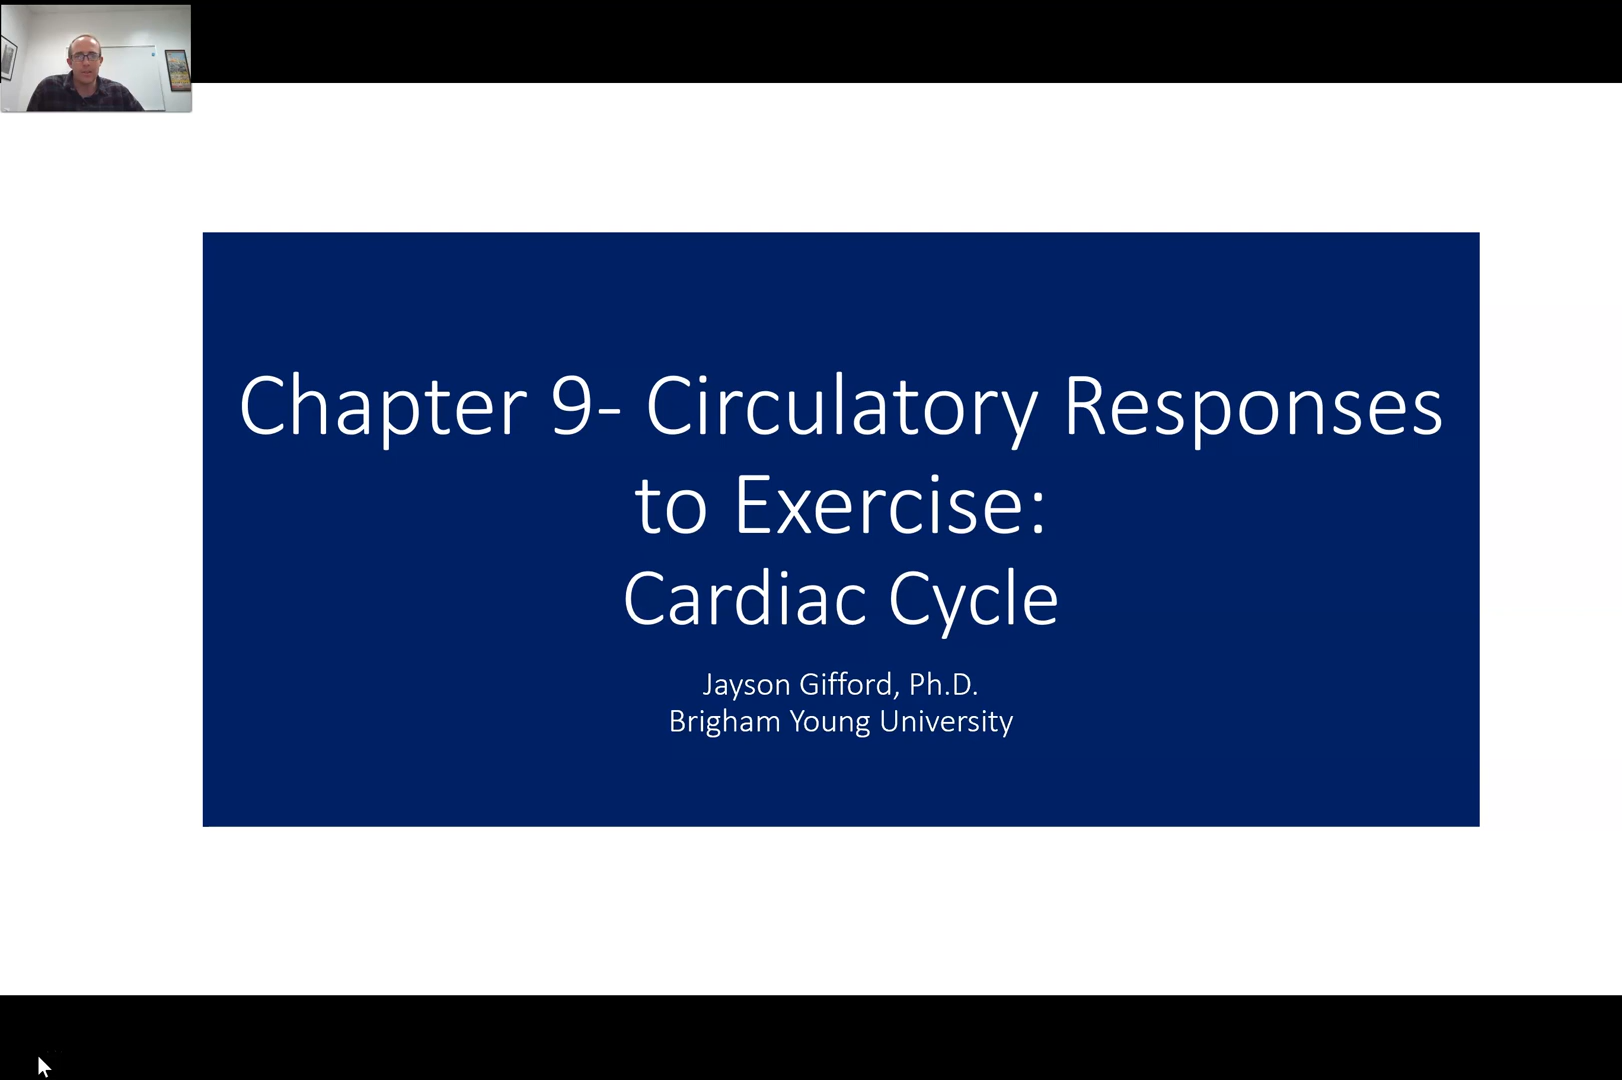 Chapter 9- Circulatory Responses
to Exercise:
Cardiac Cycle
Jayson Gifford, Ph.D.
Brigham Young University